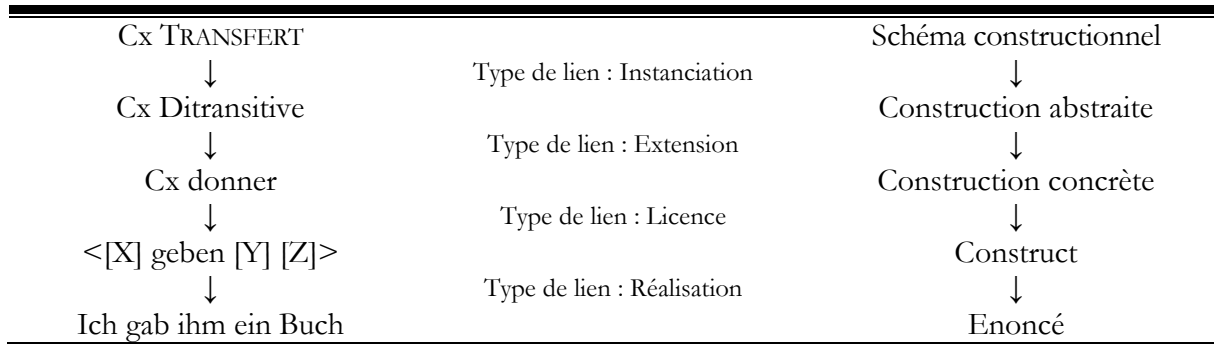 Cx TRANSFERT Schéma constructionnel
↓ Type de lien : Instanciation ↓
Cx Ditransitive Construction abstraite
↓ Type de lien : Extension ↓
Cx donner Construction concrète
↓ Type de lien : Licence ↓
<[X] geben [Y] [Z]> Construct
↓ Type de lien : Réalisation ↓
Ich gab ihm ein Buch Enoncé